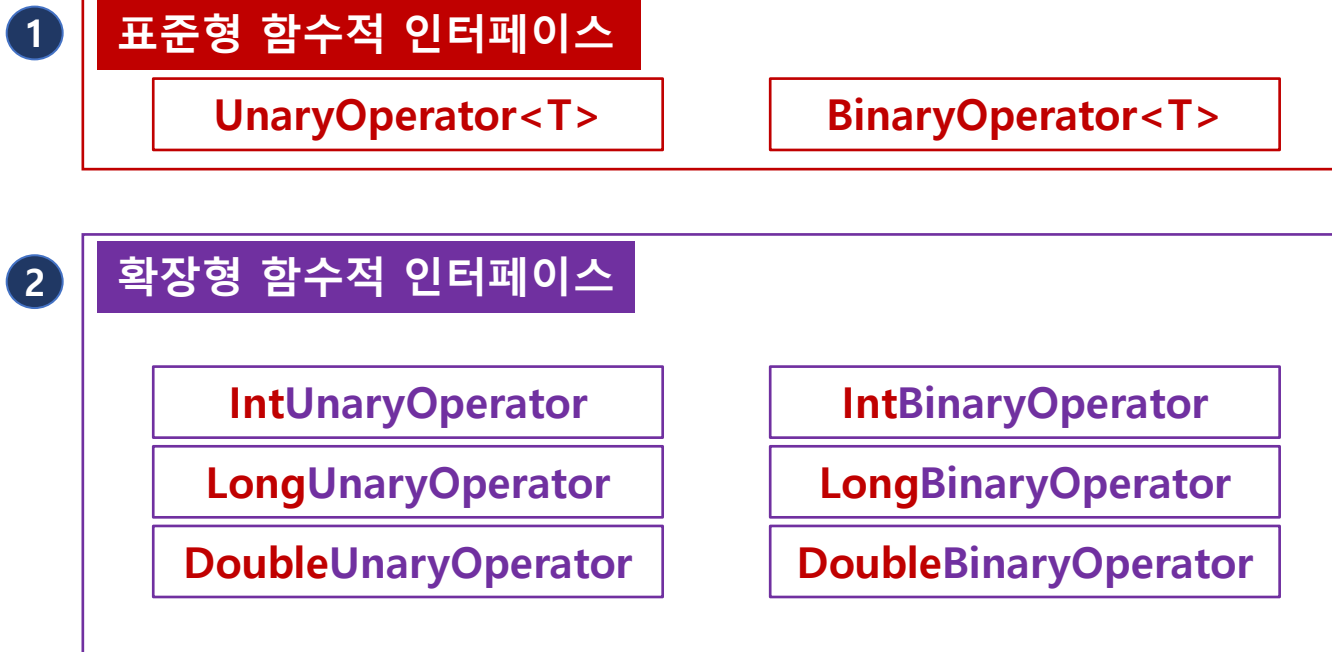 1
표준형 함수적 인터페이스
UnaryOperator<T>
BinaryOperator<T>
2
확장형 함수적 인터페이스
IntUnaryOperator
IntBinaryOperator
LongUnaryOperator
LongBinaryOperator
DoubleUnaryOperator
DoubleBinaryOperator